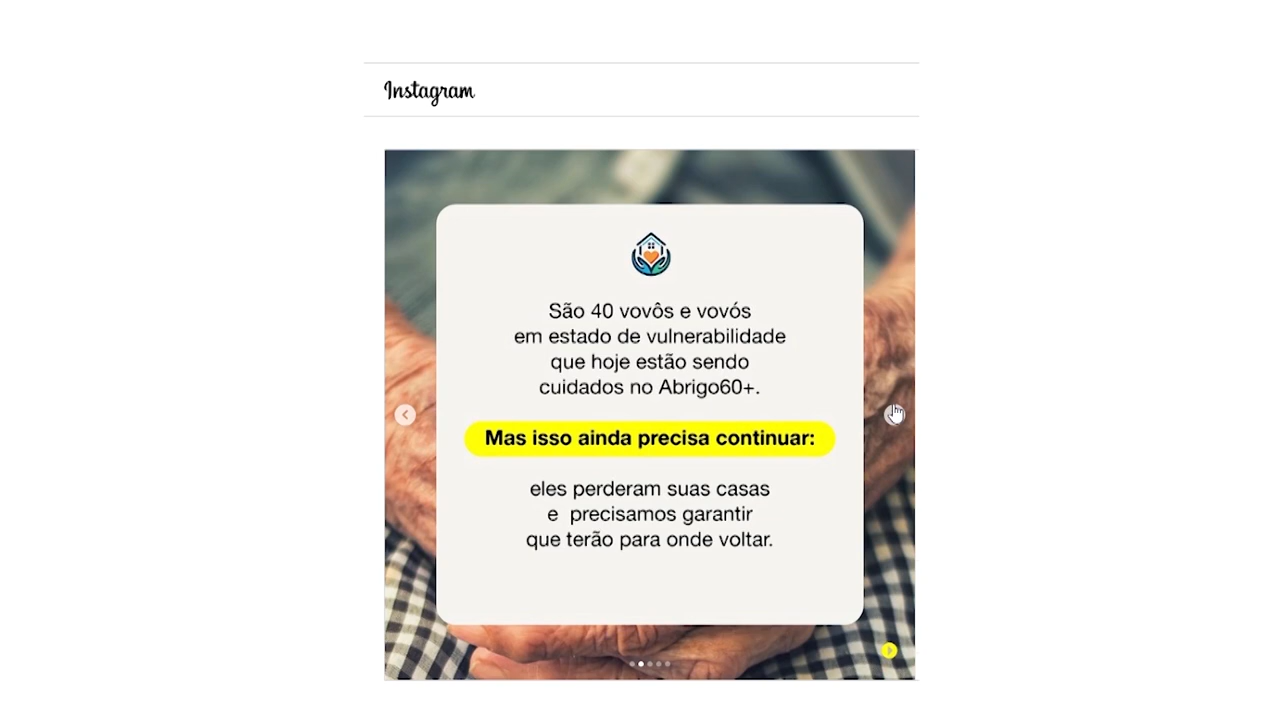 Instagram
São 40 vovôs e vovós
em estado de vulnerabilidade
que hoje estão sendo
cuidados no Abrigo60+.
Mas isso ainda precisa continuar:
eles perderam suas casas
e  precisamos garantir
que terão para onde voltar.